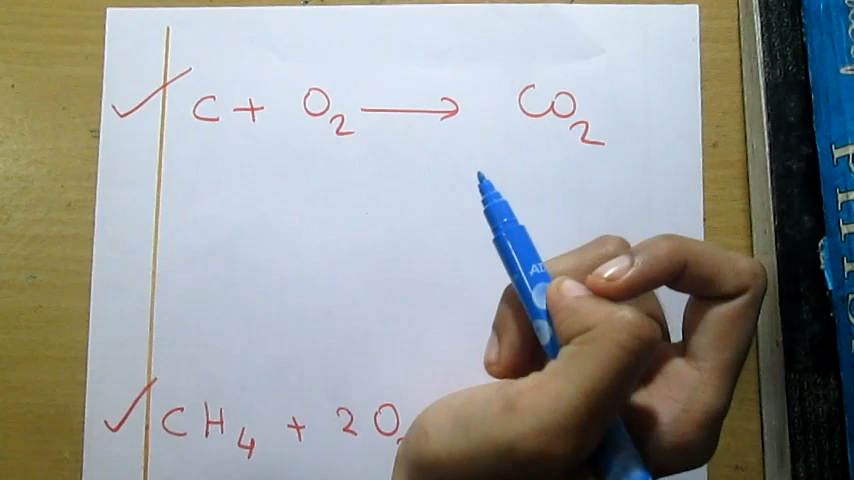 C + O₂ ⟶ CO₂
CH₄ + 2O